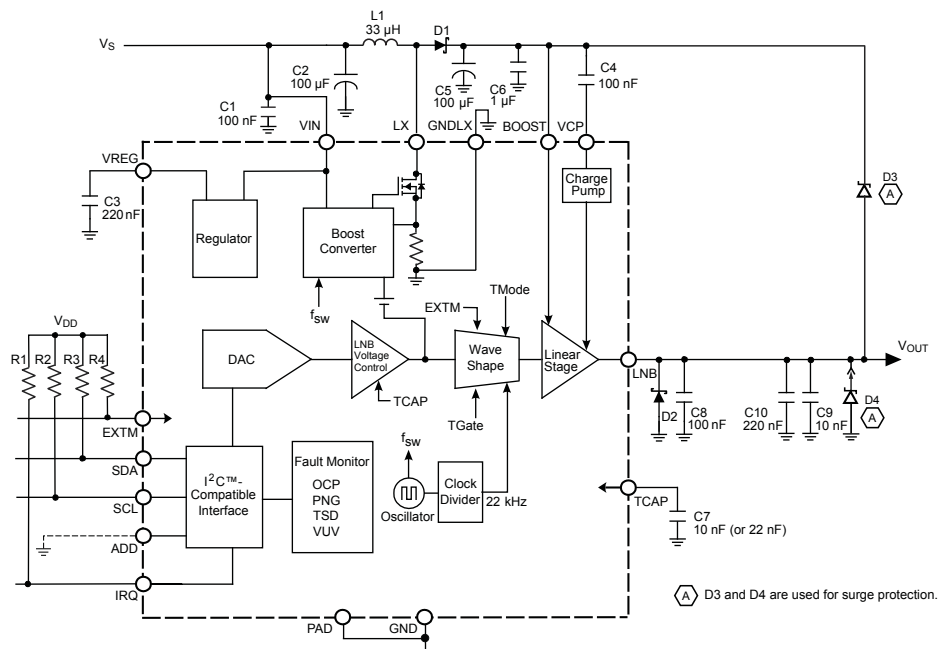 L1
33 µH
D1
VS
C2
100 µF
C5
100 µF
C6
1 µF
C4
100 nF
C1
100 nF
VIN
LX
GNDLX
BOOST
VCP
VREG
C3
220 nF
Regulator
Boost
Converter
Charge
Pump
D3
A
fsw
TMode
EXTM
VDD
R1
R2
R3
R4
DAC
LNB
Voltage
Control
Wave
Shape
Linear
Stage
LNB
VOUT
TCAP
TGate
D2
C8
100 nF
C10
220 nF
C9
10 nF
D4
A
EXTM
SDA
SCL
ADD
IRQ
I2C™-
Compatible
Interface
Fault Monitor
OCP
PNG
TSD
VUV
fsw
Oscillator
Clock
Divider
22 kHz
TCAP
C7
10 nF (or 22 nF)
PAD
GND
A D3 and D4 are used for surge protection.